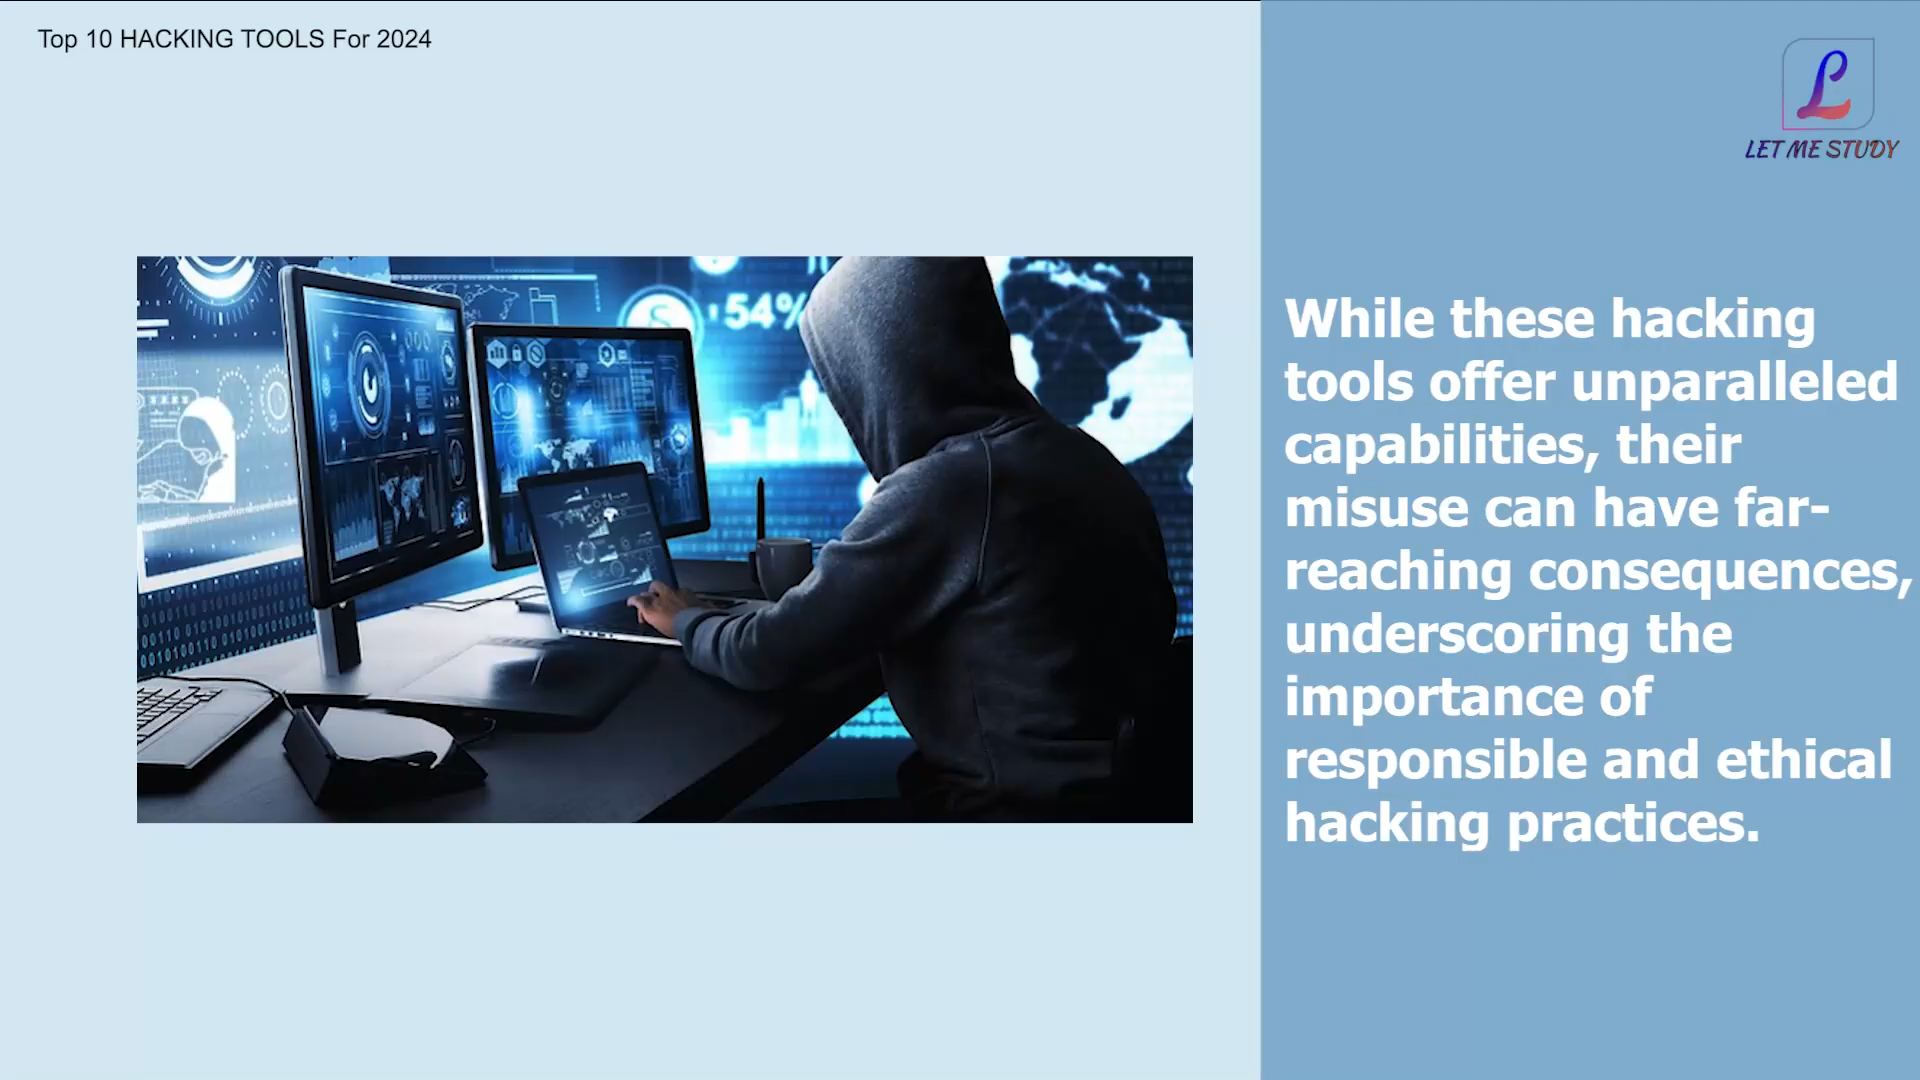 Top 10 HACKING TOOLS For 2024
LET ME STUDY
54%
While these hacking
tools offer unparalleled
capabilities, their
misuse can have far-
reaching consequences,
underscoring the
importance of
responsible and ethical
hacking practices.